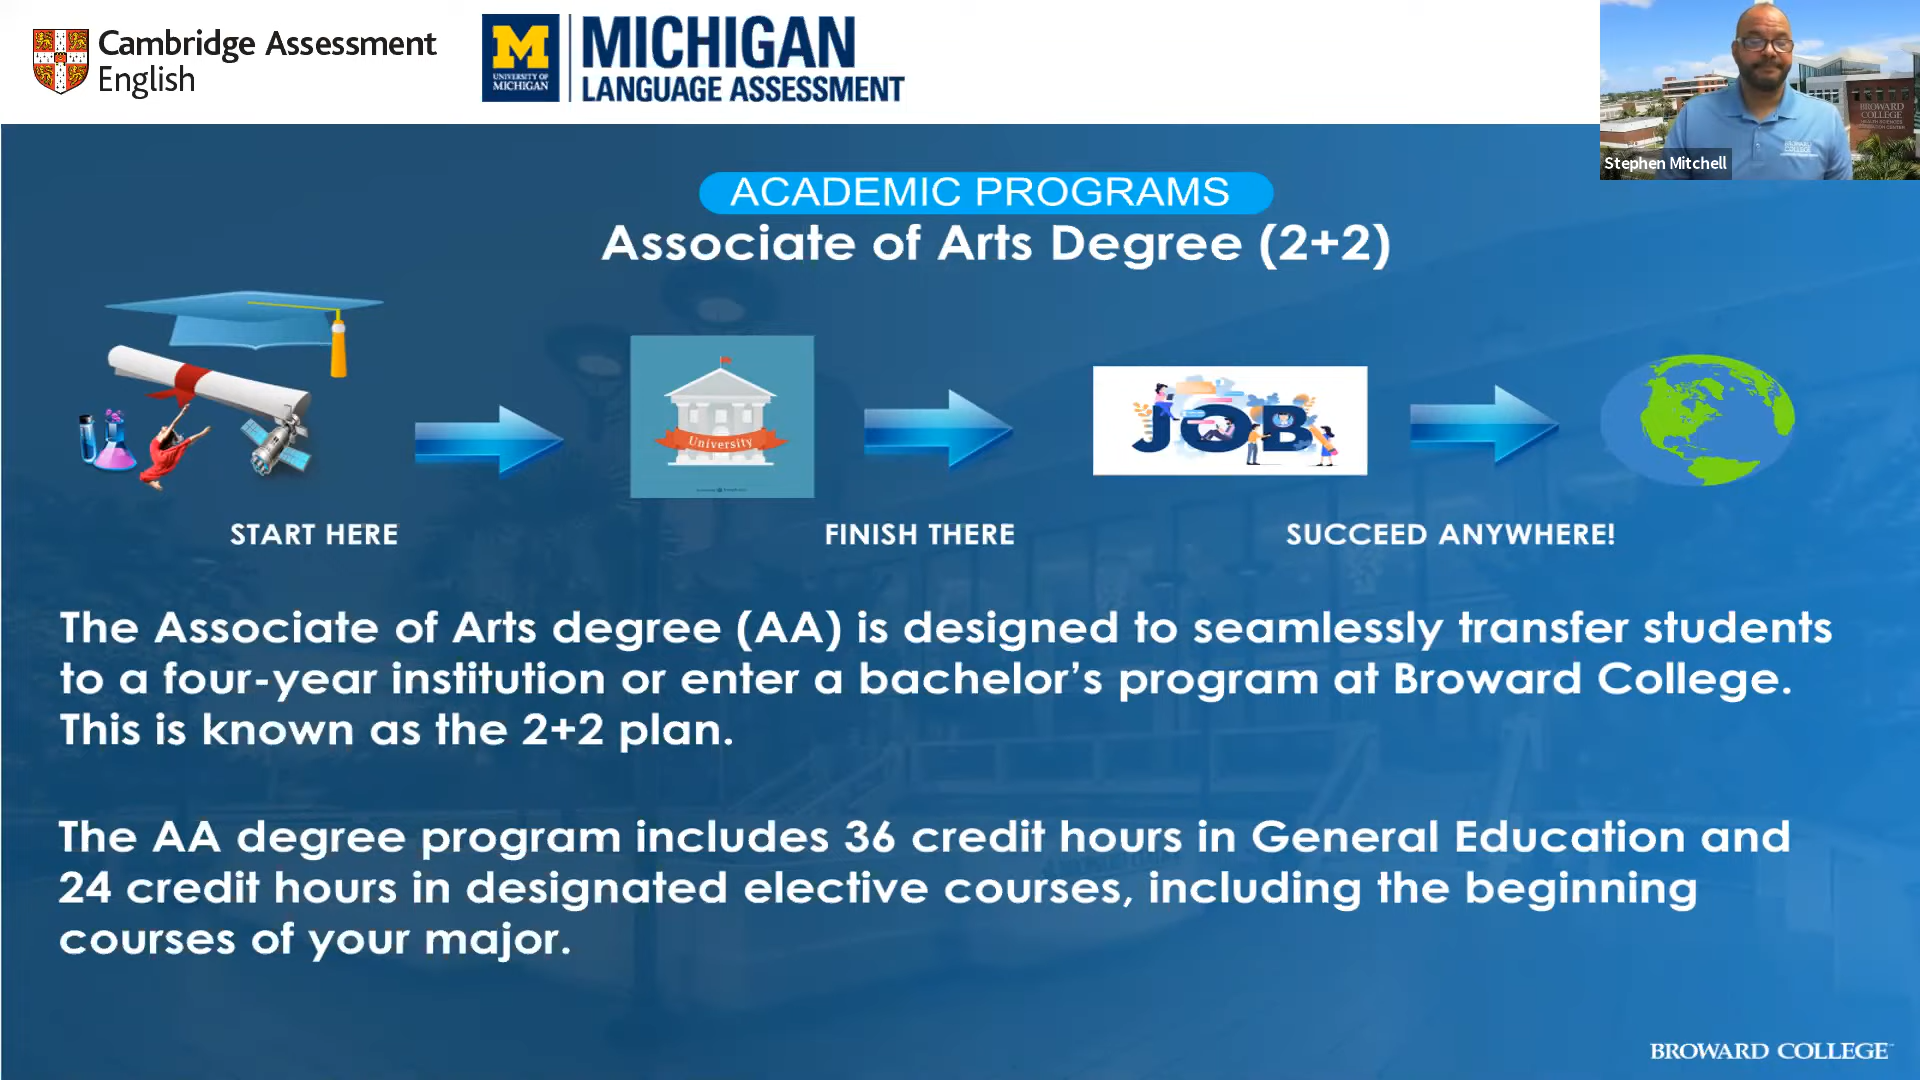 Cambridge Assessment
English
M
UNIVERSITY OF
MICHIGAN
MICHIGAN
LANGUAGE ASSESSMENT
BROWARD
COLLEGE
Stephen Mitchell
ACADEMIC PROGRAMS
Associate of Arts Degree (2+2)
University
JOB
START HERE
FINISH THERE
SUCCEED ANYWHERE!
The Associate of Arts degree (AA) is designed to seamlessly transfer students
to a four-year institution or enter a bachelor’s program at Broward College.
This is known as the 2+2 plan.
The AA degree program includes 36 credit hours in General Education and
24 credit hours in designated elective courses, including the beginning
courses of your major.
BROWARD COLLEGE